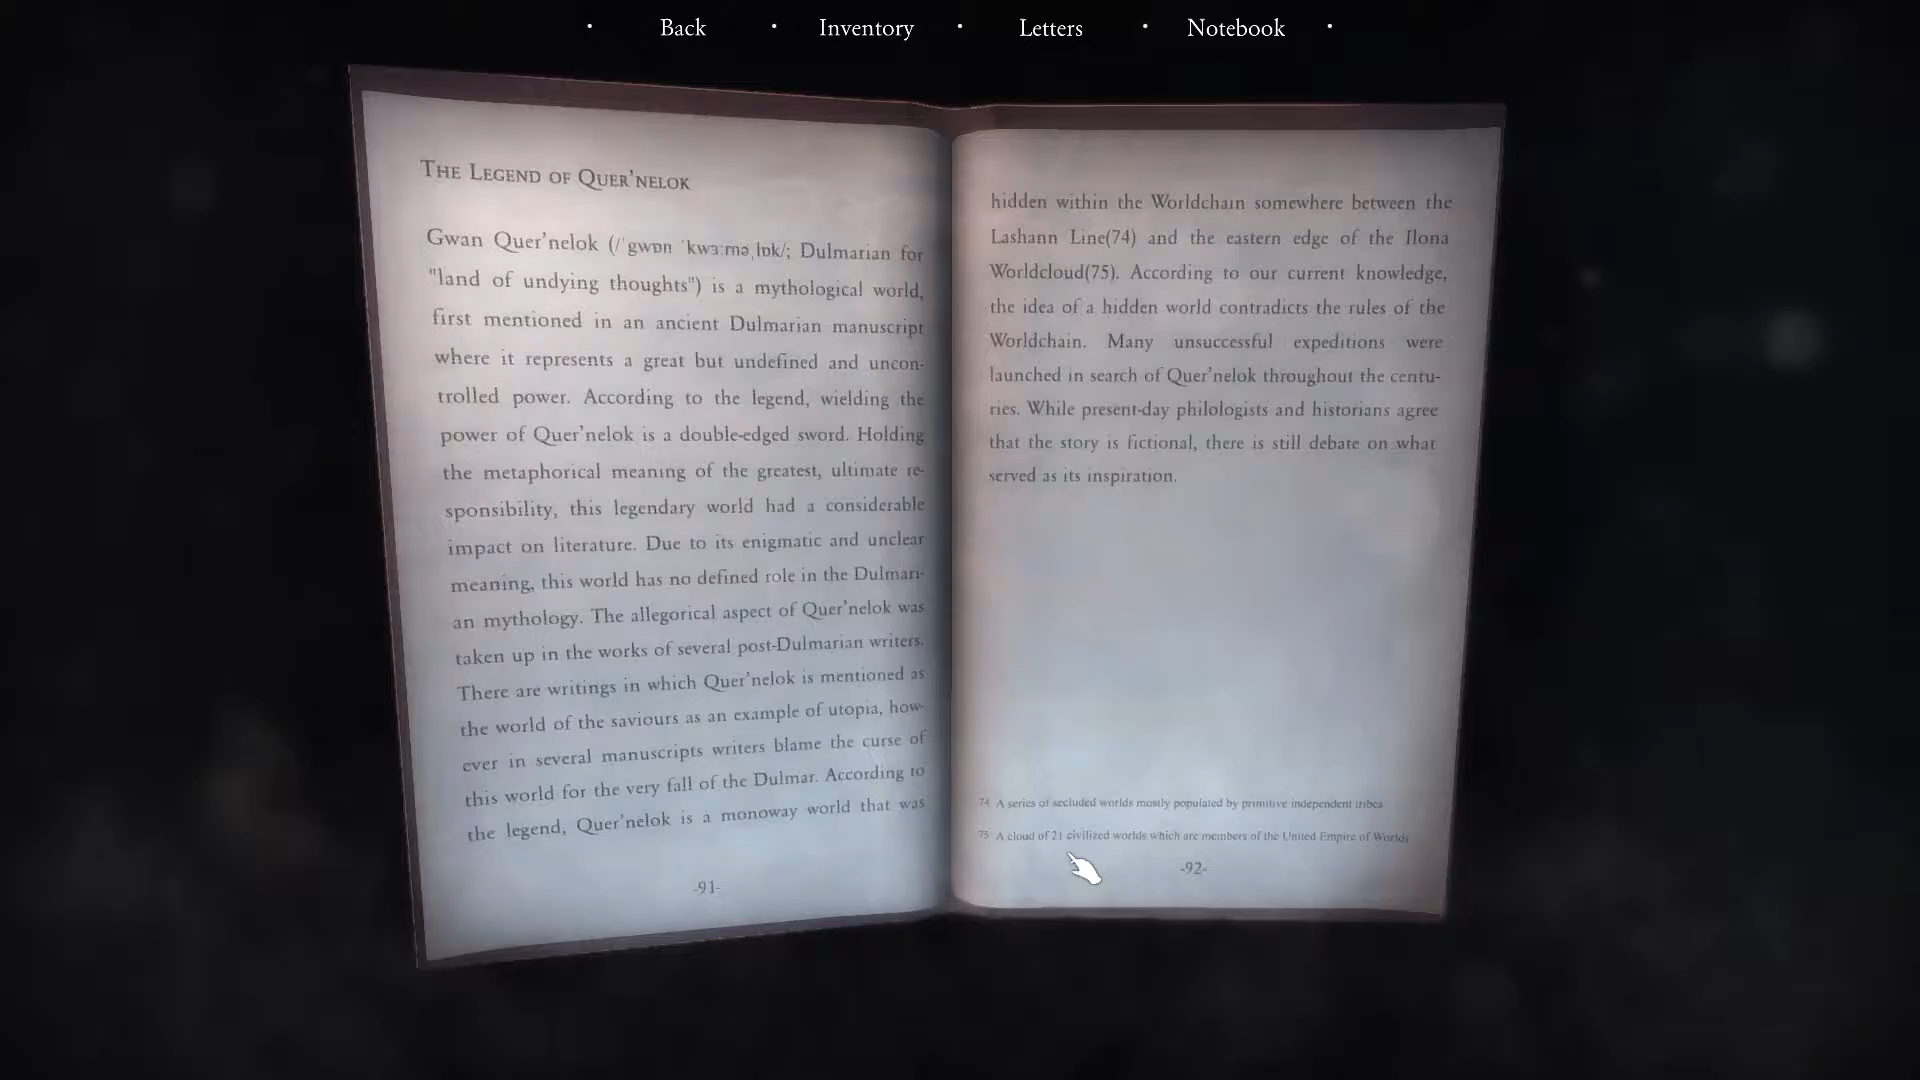 Back
Inventory
Letters
Notebook
The Legend of Quer'nelok
Gwan Quer'nelok (/ˈgwɒn ˈkwɜːrnəˌlɒk/; Dulmarian for
"land of undying thoughts") is a mythological world,
first mentioned in an ancient Dulmarian manuscript
where it represents a great but undefined and uncon-
trolled power. According to the legend, wielding the
power of Quer'nelok is a double-edged sword. Holding
the metaphorical meaning of the greatest, ultimate re-
sponsibility, this legendary world had a considerable
impact on literature. Due to its enigmatic and unclear
meaning, this world has no defined role in the Dulmari-
an mythology. The allegorical aspect of Quer'nelok was
taken up in the works of several post-Dulmarian writers.
There are writings in which Quer'nelok is mentioned as
the world of the saviours as an example of utopia, how-
ever in several manuscripts writers blame the curse of
this world for the very fall of the Dulmar. According to
the legend, Quer'nelok is a monoway world that was
-91-
hidden within the Worldchain somewhere between the
Lashann Line(74) and the eastern edge of the Ilona
Worldcloud(75). According to our current knowledge,
the idea of a hidden world contradicts the rules of the
Worldchain. Many unsuccessful expeditions were
launched in search of Quer'nelok throughout the centu-
ries. While present-day philologists and historians agree
that the story is fictional, there is still debate on what
served as its inspiration.
74 A series of secluded worlds mostly populated by primitive independent tribes
75 A cloud of 21 civilized worlds which are members of the United Empire of Worlds
-92-